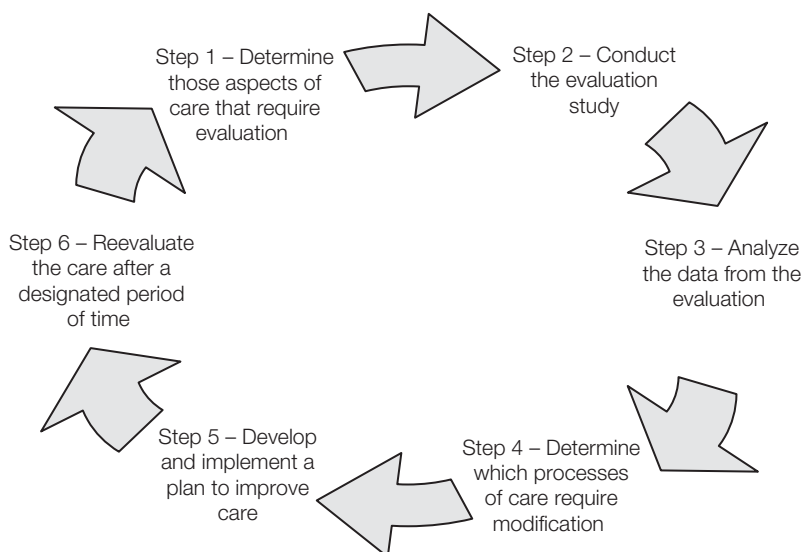 Step 1 – Determine
those aspects of
care that require
evaluation
Step 2 – Conduct
the evaluation
study
Step 3 – Analyze
the data from the
evaluation
Step 4 – Determine
which processes
of care require
modification
Step 5 – Develop
and implement a
plan to improve
care
Step 6 – Reevaluate
the care after a
designated period
of time